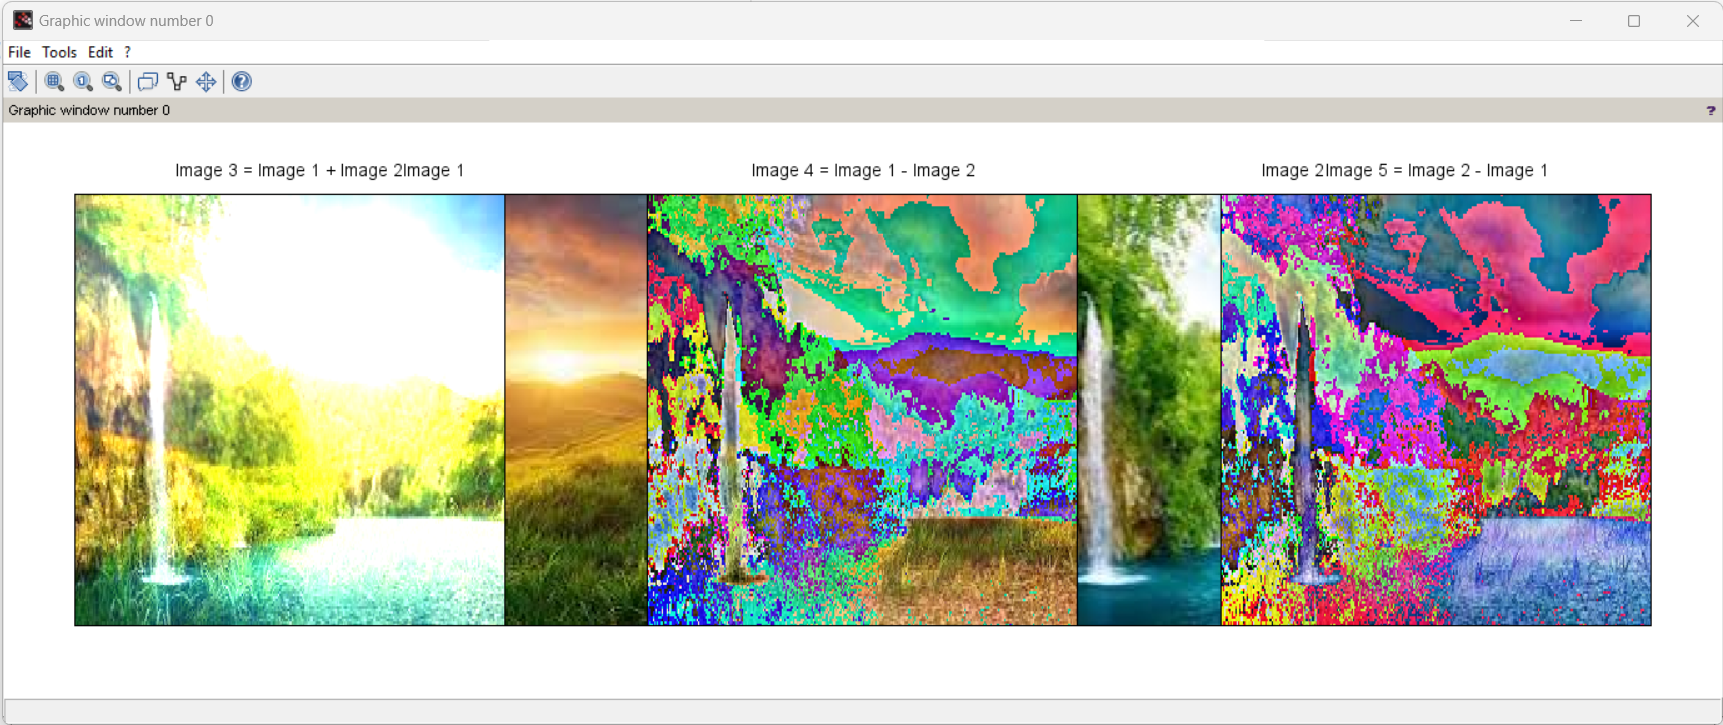 Graphic window number 0
File Tools Edit ?
Graphic window number 0 ?
Image 3 = Image 1 + Image 2Image 1 Image 4 = Image 1 - Image 2 Image 2Image 5 = Image 2 - Image 1